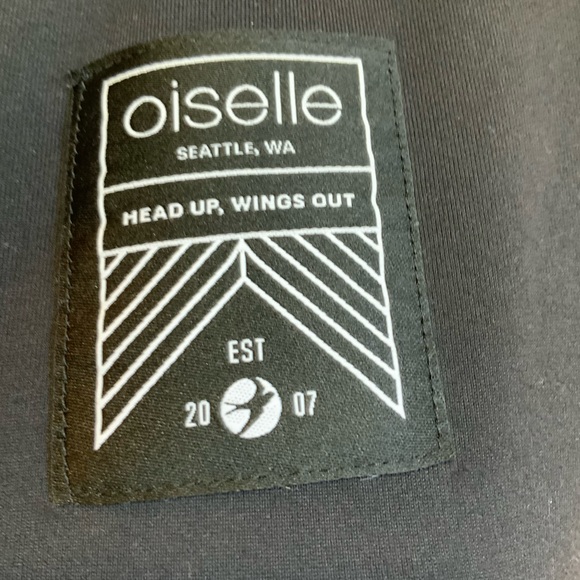 oiselle
SEATTLE, WA
HEAD UP, WINGS OUT
EST
20 07